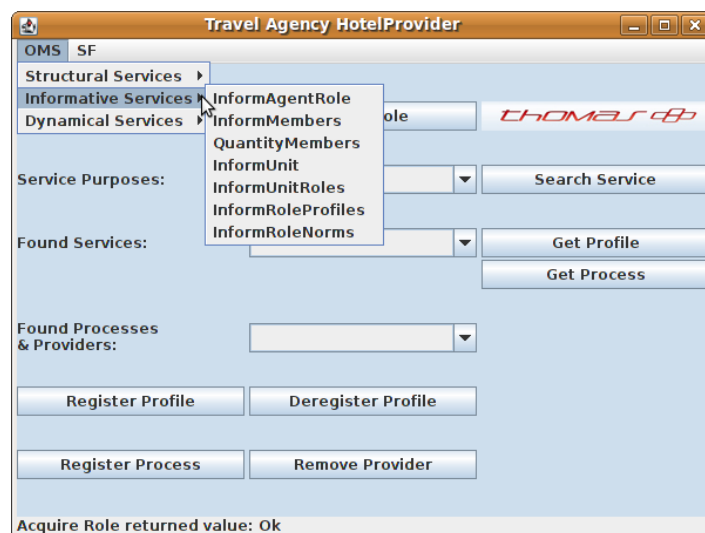 Travel Agency HotelProvider
OMS SF
Structural Services
Informative Services
Dynamical Services
InformAgentRole
InformMembers
QuantityMembers
InformUnit
InformUnitRoles
InformRoleProfiles
InformRoleNorms
ole
thomas
Service Purposes:
Search Service
Found Services:
Get Profile
Get Process
Found Processes
& Providers:
Register Profile
Deregister Profile
Register Process
Remove Provider
Acquire Role returned value: Ok